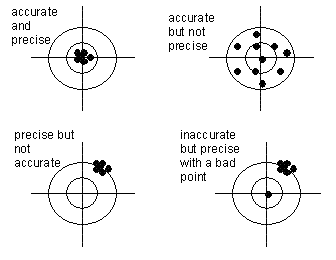 accurate
and
precise
accurate
but not
precise
precise but
not
accurate
inaccurate
but precise
with a bad
point